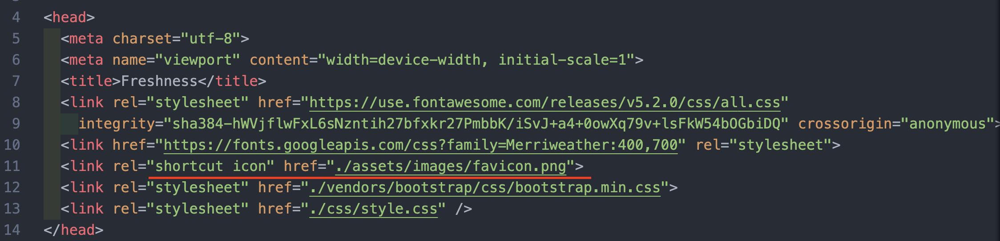 4 <head>
5 <meta charset="utf-8">
6 <meta name="viewport" content="width=device-width, initial-scale=1">
7 <title>Freshness</title>
8 <link rel="stylesheet" href="https://use.fontawesome.com/releases/v5.2.0/css/all.css"
9 integrity="sha384-hWVjflwFxL6sNzntih27bfxkr27PmbbK/iSvJ+a4+0owXq79v+lsFkW54bOGbiDQ" crossorigin="anonymous">
10 <link href="https://fonts.googleapis.com/css?family=Merriweather:400,700" rel="stylesheet">
11 <link rel="shortcut icon" href="./assets/images/favicon.png">
12 <link rel="stylesheet" href="./vendors/bootstrap/css/bootstrap.min.css">
13 <link rel="stylesheet" href="./css/style.css" />
14 </head>